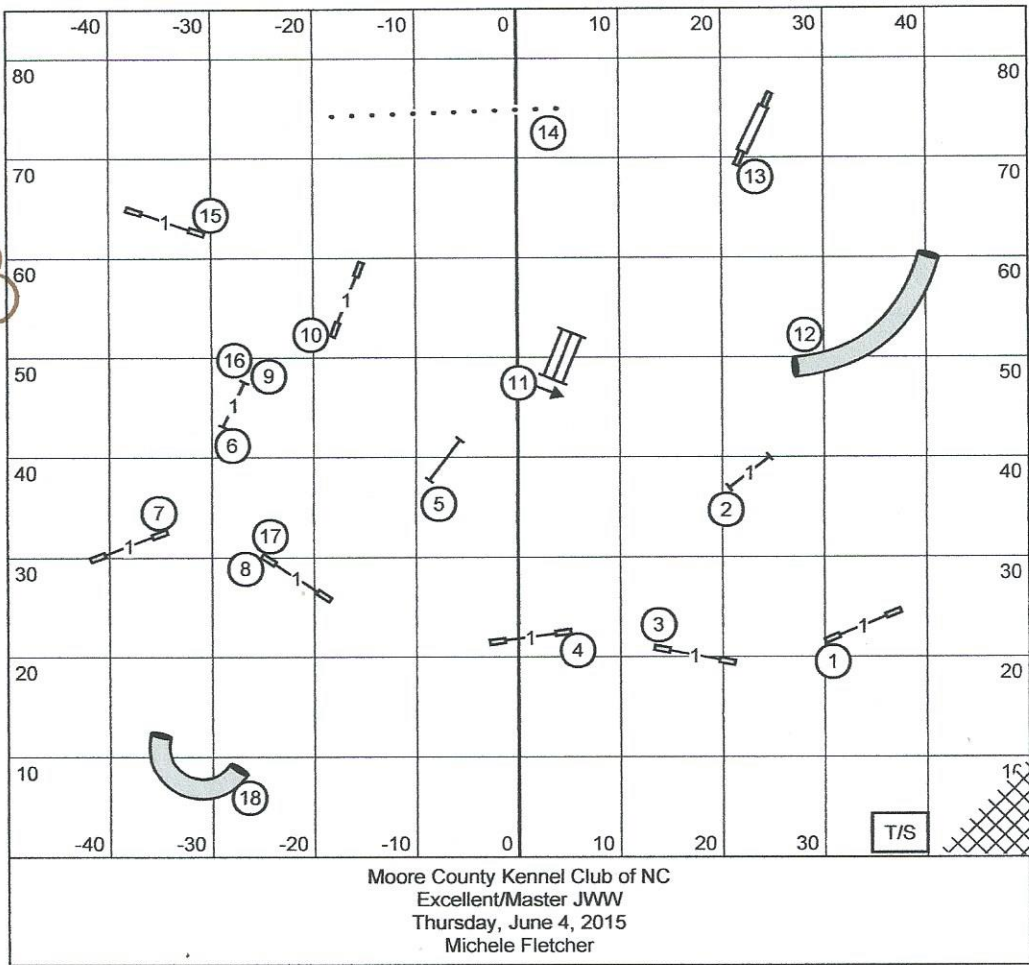 -40 -30 -20 -10 0 10 20 30 40
80 80
14
70 13 70
15
60 60
10 12
50 16 9 50
11
6
40 40
5 2
7
17
30 8 30
3
4 1
20 20
10
18
T/S
-40 -30 -20 -10 0 10 20 30
1 1 1 1 1 1 1 1 1
Moore County Kennel Club of NC
Excellent/Master JWW
Thursday, June 4, 2015
Michele Fletcher